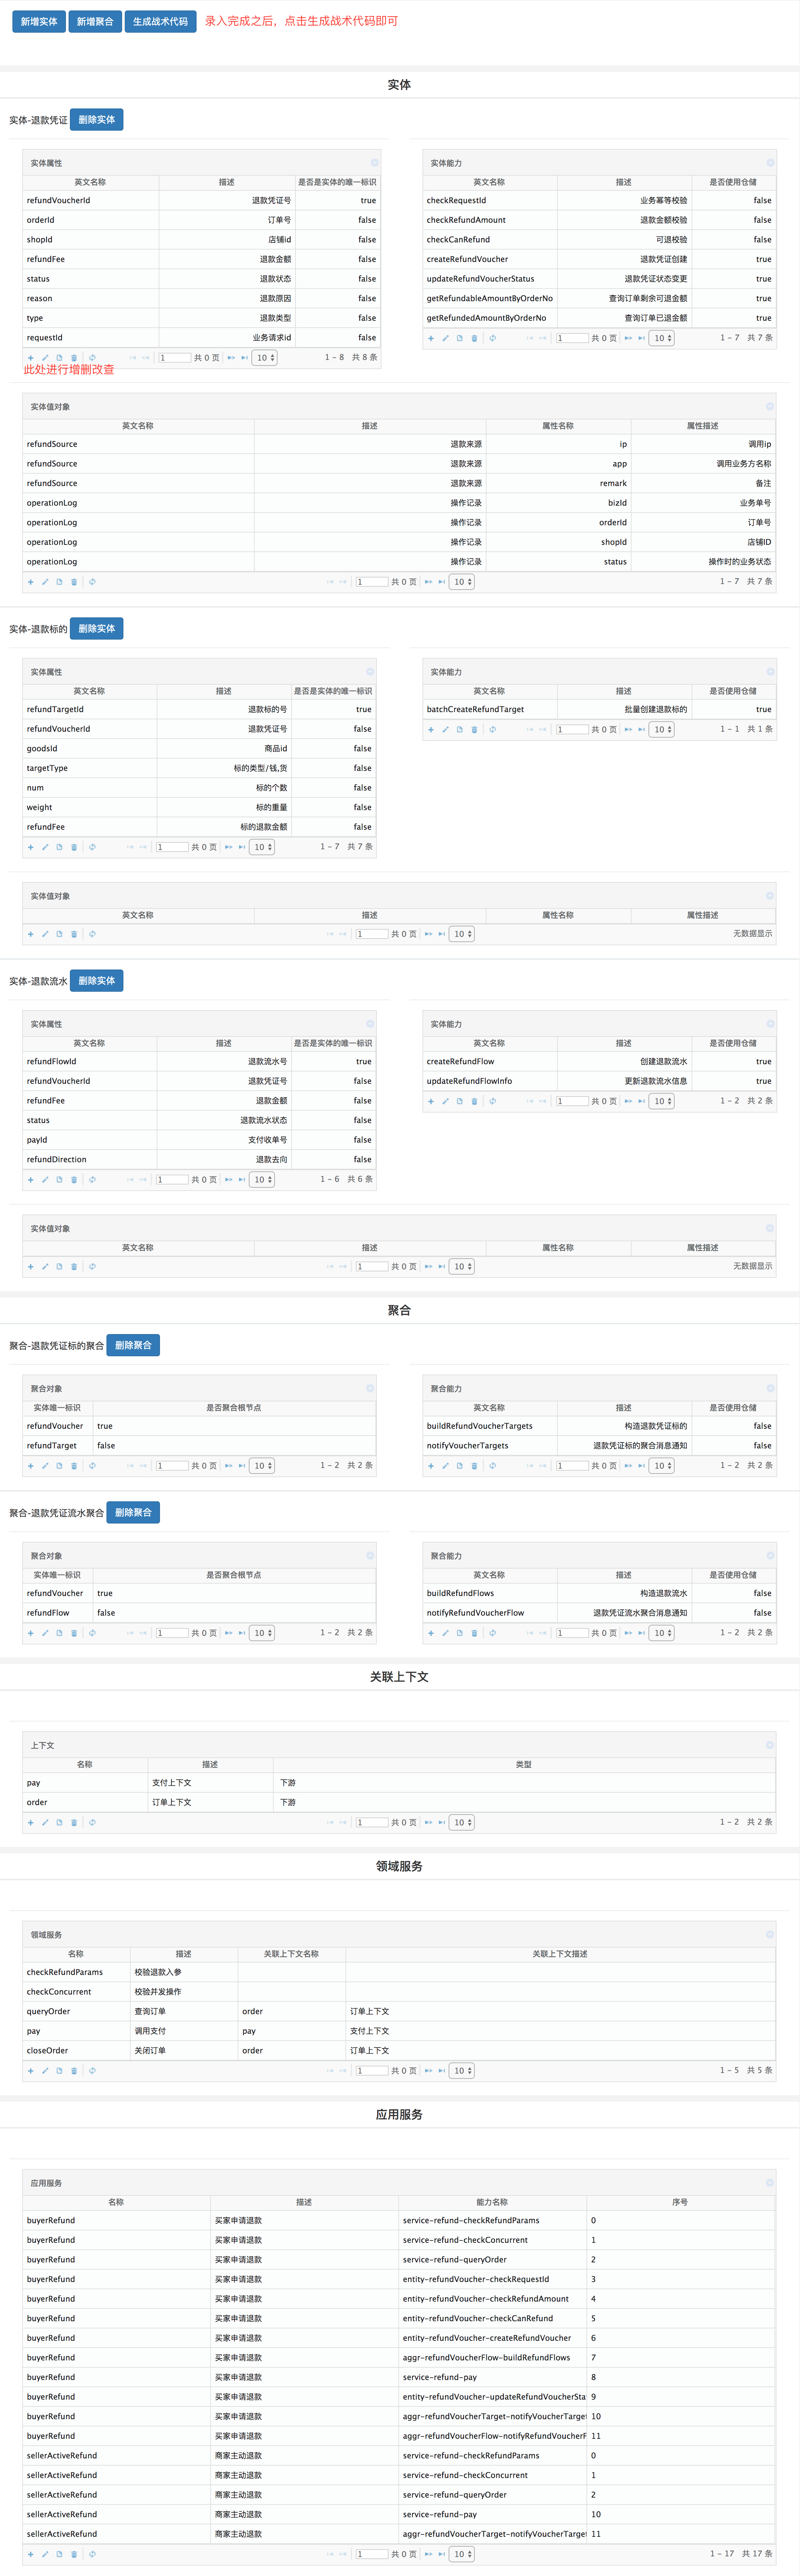 新增实体 新增聚合 生成战术代码 录入完成之后，点击生成战术代码即可
实体
实体-退款凭证 删除实体
实体属性
英文名称 描述 是否是实体的唯一标识
refundVoucherId 退款凭证号 true
orderId 订单号 false
shopId 店铺id false
refundFee 退款金额 false
status 退款状态 false
reason 退款原因 false
type 退款类型 false
requestId 业务请求id false
1 共 0 页 10 1 – 8 共 8 条
此处进行增删改查
实体能力
英文名称 描述 是否使用仓储
checkRequestId 业务幂等校验 false
checkRefundAmount 退款金额校验 false
checkCanRefund 可退校验 false
createRefundVoucher 退款凭证创建 true
updateRefundVoucherStatus 退款凭证状态变更 true
getRefundableAmountByOrderNo 查询订单剩余可退金额 true
getRefundedAmountByOrderNo 查询订单已退金额 true
1 共 0 页 10 1 – 7 共 7 条
实体值对象
英文名称 描述 属性名称 属性描述
refundSource 退款来源 ip 调用ip
refundSource 退款来源 app 调用业务方名称
refundSource 退款来源 remark 备注
operationLog 操作记录 bizId 业务单号
operationLog 操作记录 orderId 订单号
operationLog 操作记录 shopId 店铺ID
operationLog 操作记录 status 操作时的业务状态
1 共 0 页 10 1 – 7 共 7 条
实体-退款标的 删除实体
实体属性
英文名称 描述 是否是实体的唯一标识
refundTargetId 退款标的号 true
refundVoucherId 退款凭证号 false
goodsId 商品id false
targetType 标的类型/钱,货 false
num 标的个数 false
weight 标的重量 false
refundFee 标的退款金额 false
1 共 0 页 10 1 – 7 共 7 条
实体能力
英文名称 描述 是否使用仓储
batchCreateRefundTarget 批量创建退款标的 true
1 共 0 页 10 1 – 1 共 1 条
实体值对象
英文名称 描述 属性名称 属性描述
1 共 0 页 10 无数据显示
实体-退款流水 删除实体
实体属性
英文名称 描述 是否是实体的唯一标识
refundFlowId 退款流水号 true
refundVoucherId 退款凭证号 false
refundFee 退款金额 false
status 退款流水状态 false
payId 支付收单号 false
refundDirection 退款去向 false
1 共 0 页 10 1 – 6 共 6 条
实体能力
英文名称 描述 是否使用仓储
createRefundFlow 创建退款流水 true
updateRefundFlowInfo 更新退款流水信息 true
1 共 0 页 10 1 – 2 共 2 条
实体值对象
英文名称 描述 属性名称 属性描述
1 共 0 页 10 无数据显示
聚合
聚合-退款凭证标的聚合 删除聚合
聚合对象
实体唯一标识 是否聚合根节点
refundVoucher true
refundTarget false
1 共 0 页 10 1 – 2 共 2 条
聚合能力
英文名称 描述 是否使用仓储
buildRefundVoucherTargets 构造退款凭证标的 false
notifyVoucherTargets 退款凭证标的聚合消息通知 false
1 共 0 页 10 1 – 2 共 2 条
聚合-退款凭证流水聚合 删除聚合
聚合对象
实体唯一标识 是否聚合根节点
refundVoucher true
refundFlow false
1 共 0 页 10 1 – 2 共 2 条
聚合能力
英文名称 描述 是否使用仓储
buildRefundFlows 构造退款流水 false
notifyRefundVoucherFlow 退款凭证流水聚合消息通知 false
1 共 0 页 10 1 – 2 共 2 条
关联上下文
上下文
名称 描述 类型
pay 支付上下文 下游
order 订单上下文 下游
1 共 0 页 10 1 – 2 共 2 条
领域服务
领域服务
名称 描述 关联上下文名称 关联上下文描述
checkRefundParams 校验退款入参
checkConcurrent 校验并发操作
queryOrder 查询订单 order 订单上下文
pay 调用支付 pay 支付上下文
closeOrder 关闭订单 order 订单上下文
1 共 0 页 10 1 – 5 共 5 条
应用服务
应用服务
名称 描述 能力名称 序号
buyerRefund 买家申请退款 service-refund-checkRefundParams 0
buyerRefund 买家申请退款 service-refund-checkConcurrent 1
buyerRefund 买家申请退款 service-refund-queryOrder 2
buyerRefund 买家申请退款 entity-refundVoucher-checkRequestId 3
buyerRefund 买家申请退款 entity-refundVoucher-checkRefundAmount 4
buyerRefund 买家申请退款 entity-refundVoucher-checkCanRefund 5
buyerRefund 买家申请退款 entity-refundVoucher-createRefundVoucher 6
buyerRefund 买家申请退款 aggr-refundVoucherFlow-buildRefundFlows 7
buyerRefund 买家申请退款 service-refund-pay 8
buyerRefund 买家申请退款 entity-refundVoucher-updateRefundVoucherSta 9
buyerRefund 买家申请退款 aggr-refundVoucherTarget-notifyVoucherTarget 10
buyerRefund 买家申请退款 aggr-refundVoucherFlow-notifyRefundVoucherF 11
sellerActiveRefund 商家主动退款 service-refund-checkRefundParams 0
sellerActiveRefund 商家主动退款 service-refund-checkConcurrent 1
sellerActiveRefund 商家主动退款 service-refund-queryOrder 2
sellerActiveRefund 商家主动退款 service-refund-pay 10
sellerActiveRefund 商家主动退款 aggr-refundVoucherTarget-notifyVoucherTarget 11
1 共 0 页 10 1 – 17 共 17 条